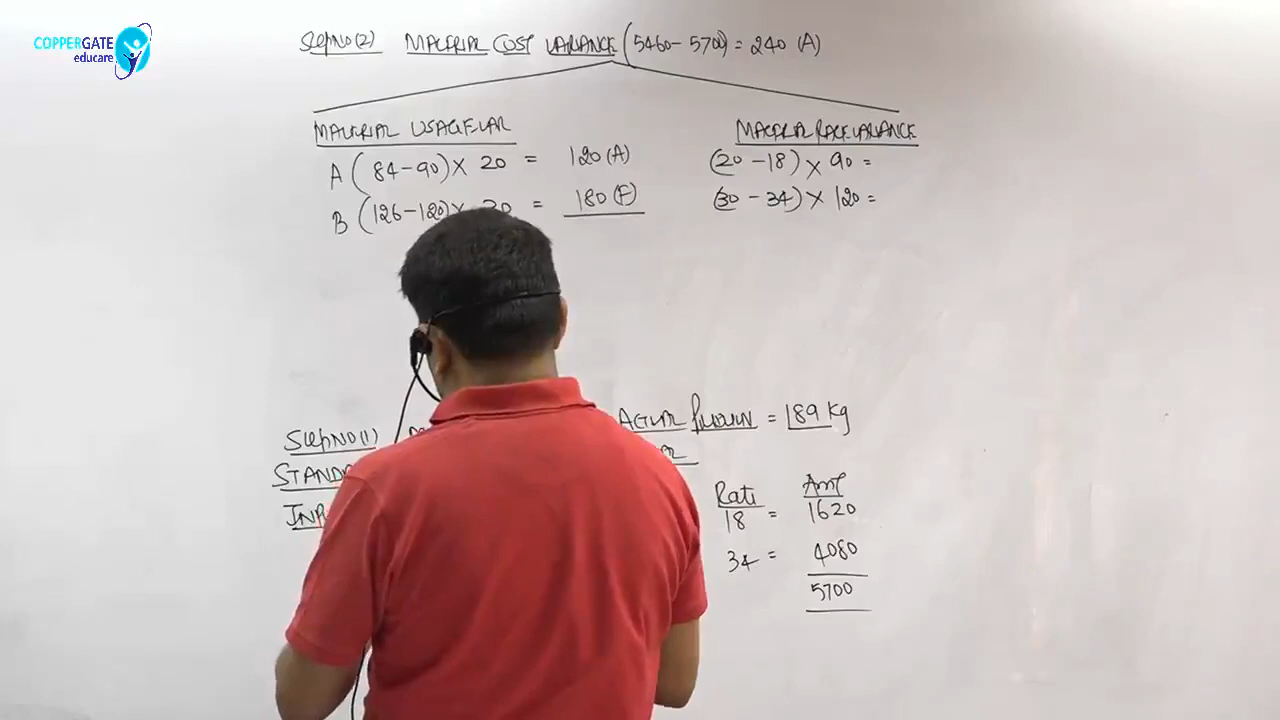 COPPERGATE
educare
Step NO (2) MATERIAL COST VARIANCE (5460 - 5700) = 240 (A)
MATERIAL USAGE VAR
A (84 - 90) × 20 = 120 (A)
B (126 - 120) × 30 = 180 (F)
MATERIAL RATE VARIANCE
(20 - 18) × 90 =
(30 - 34) × 120 =
Step NO (1)
STAND
INP
= 189 Kg
Rate Amt
18 = 1620
34 = 4080
5700